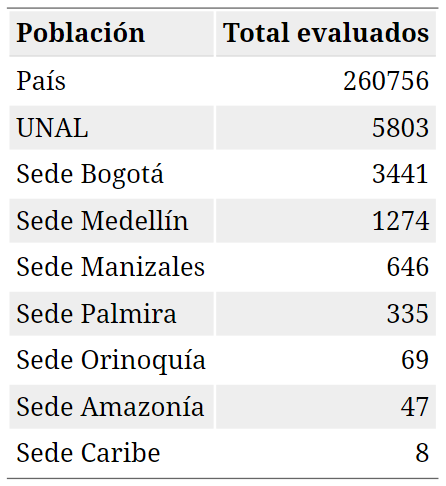 Población Total evaluados
País 260756
UNAL 5803
Sede Bogotá 3441
Sede Medellín 1274
Sede Manizales 646
Sede Palmira 335
Sede Orinoquía 69
Sede Amazonía 47
Sede Caribe 8